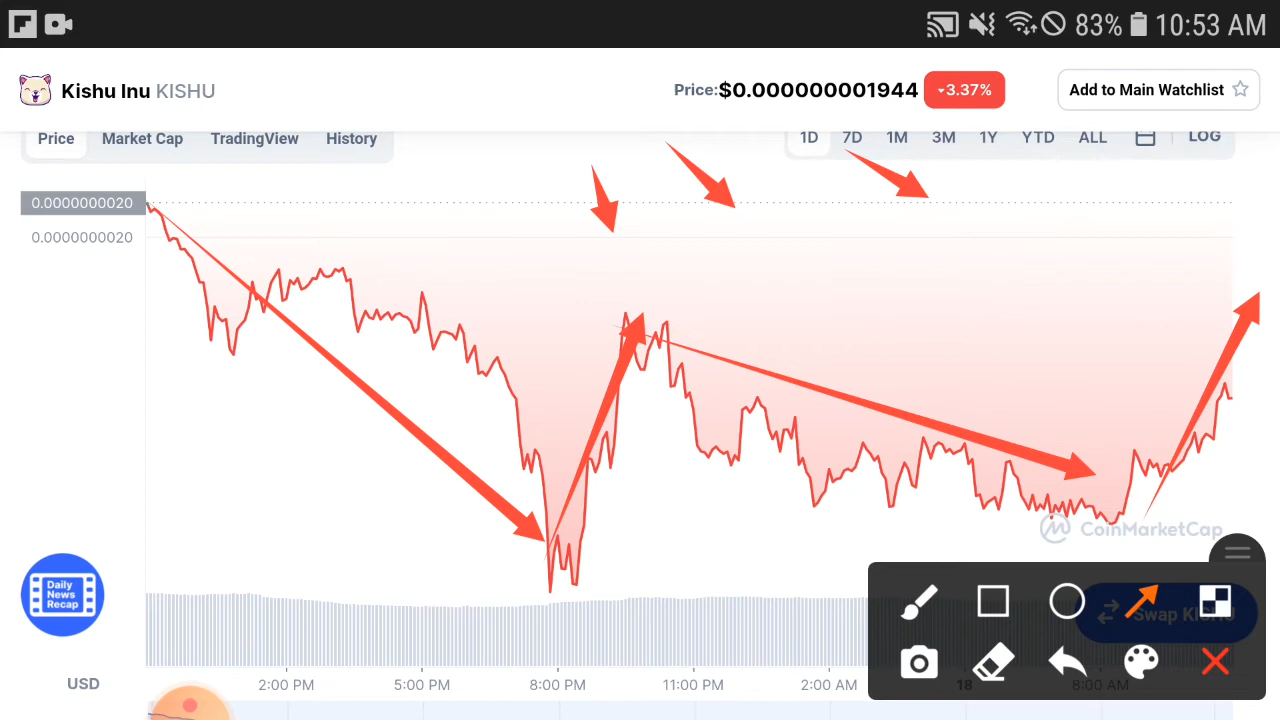 83% 10:53 AM
Kishu Inu KISHU
Price:$0.000000001944 3.37%
Add to Main Watchlist
Price Market Cap TradingView History
1D 7D 1M 3M 1Y YTD ALL LOG
0.0000000020
0.0000000020
CoinMarketCap
Daily
News
Recap
Swap KISHU
USD
2:00 PM 5:00 PM 8:00 PM 11:00 PM 2:00 AM 18 8:00 AM